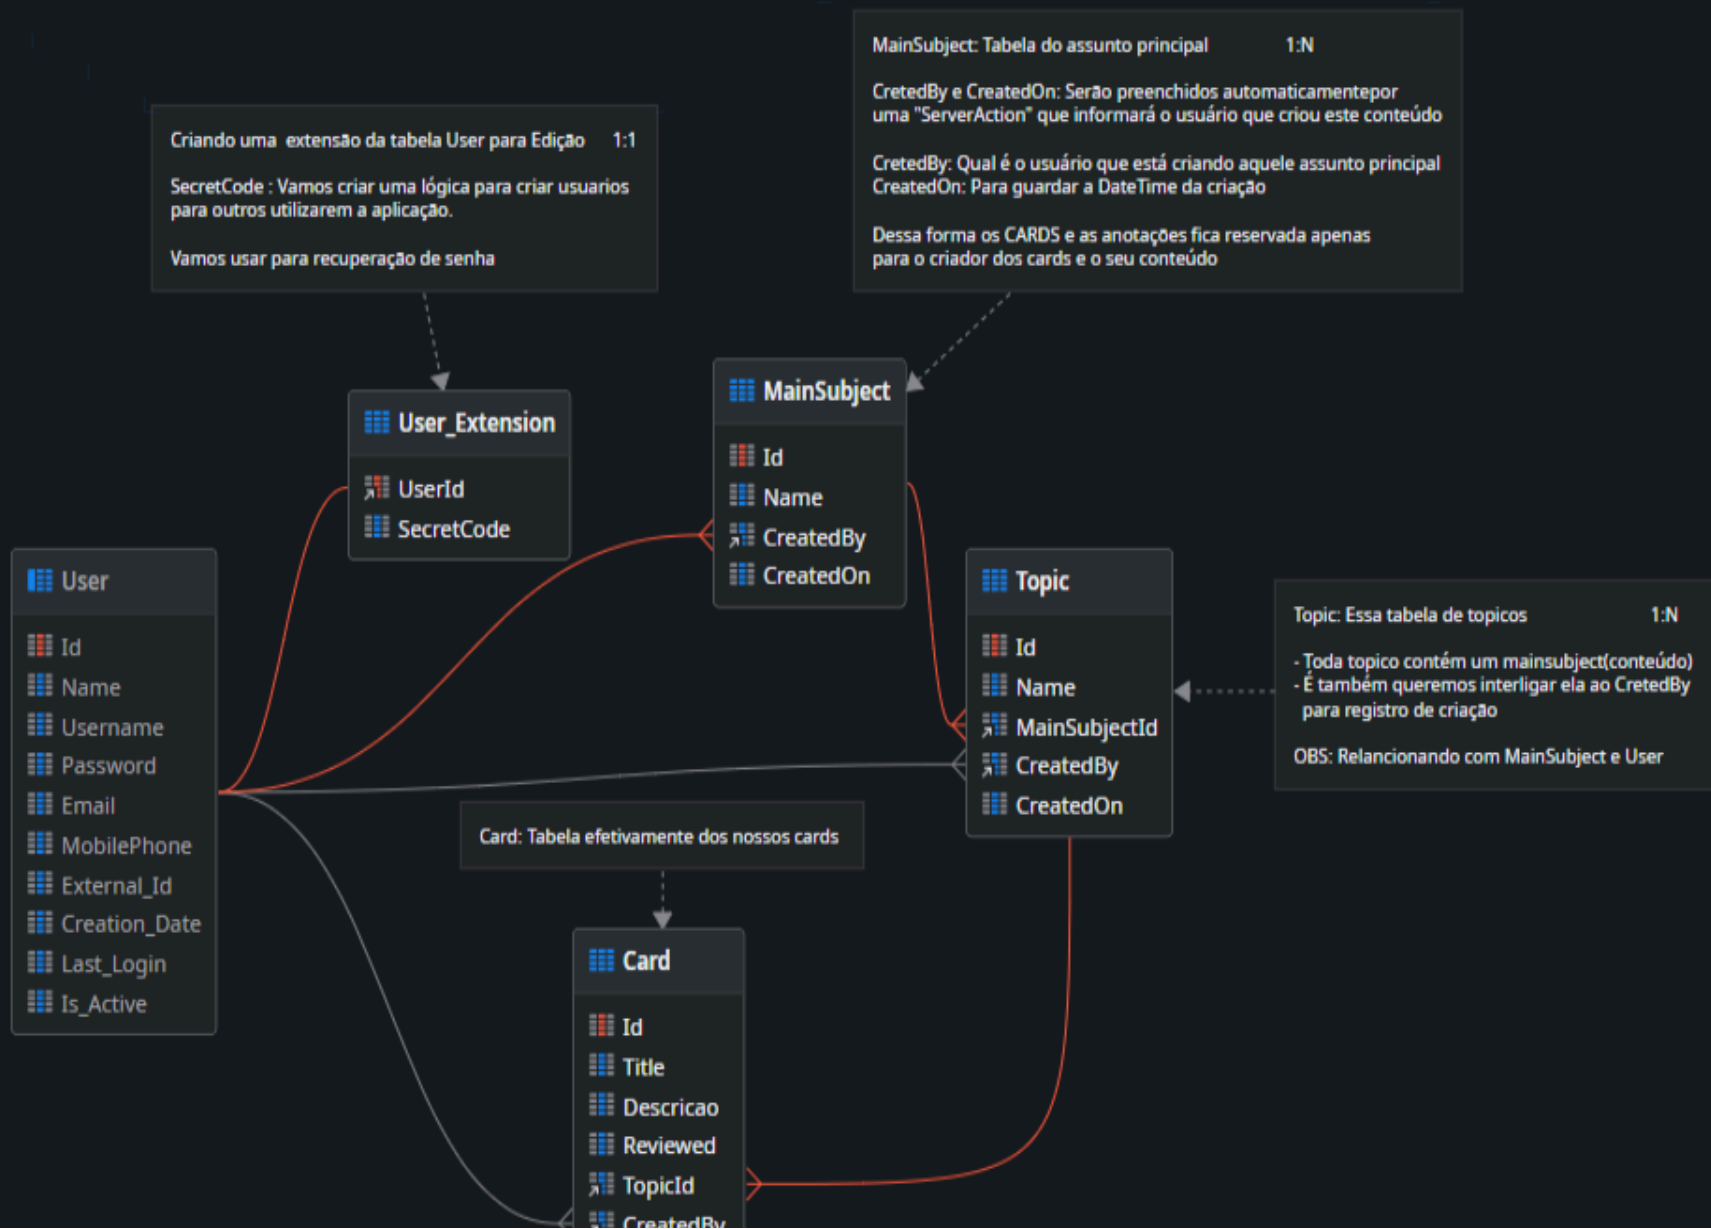 MainSubject: Tabela do assunto principal 1:N
CretedBy e CreatedOn: Serão preenchidos automaticamentepor
uma "ServerAction" que informará o usuário que criou este conteúdo
CretedBy: Qual é o usuário que está criando aquele assunto principal
CreatedOn: Para guardar a DateTime da criação
Dessa forma os CARDS e as anotações fica reservada apenas
para o criador dos cards e o seu conteúdo
Criando uma extensão da tabela User para Edição 1:1
SecretCode : Vamos criar uma lógica para criar usuarios
para outros utilizarem a aplicação.
Vamos usar para recuperação de senha
User_Extension
UserId
SecretCode
MainSubject
Id
Name
CreatedBy
CreatedOn
User
Id
Name
Username
Password
Email
MobilePhone
External_Id
Creation_Date
Last_Login
Is_Active
Topic
Id
Name
MainSubjectId
CreatedBy
CreatedOn
Topic: Essa tabela de topicos 1:N
- Toda topico contém um mainsubject(conteúdo)
- É também queremos interligar ela ao CretedBy
para registro de criação
OBS: Relancionando com MainSubject e User
Card: Tabela efetivamente dos nossos cards
Card
Id
Title
Descricao
Reviewed
TopicId
CreatedBy